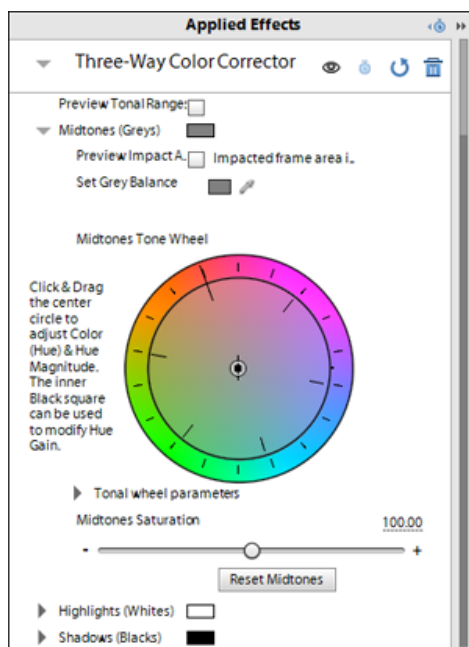 Applied Effects
Three-Way Color Corrector
Preview Tonal Range:
Midtones (Greys)
Preview Impact A.. Impacted frame area i..
Set Grey Balance
Midtones Tone Wheel
Click & Drag
the center
circle to
adjust Color
(Hue) & Hue
Magnitude.
The inner
Black square
can be used
to modify Hue
Gain.
Tonal wheel parameters
Midtones Saturation 100.00
- +
Reset Midtones
Highlights (Whites)
Shadows (Blacks)